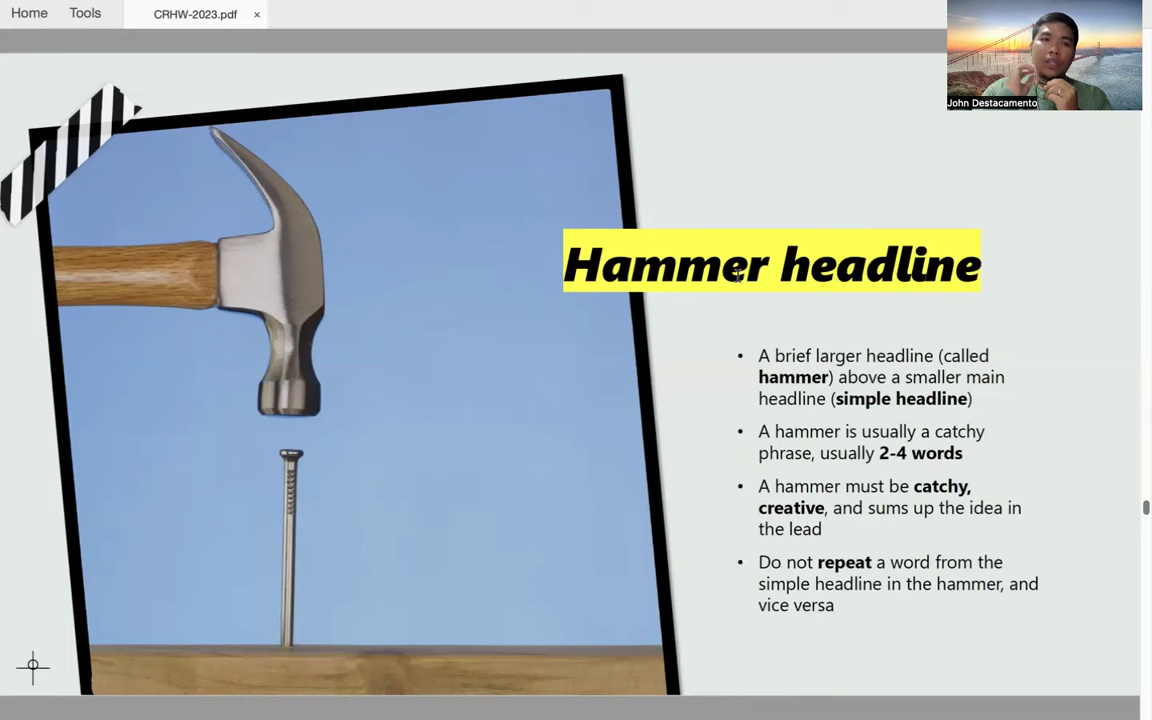 Home
Tools
CRHW-2023.pdf
×
John Destacamento
Hammer headline
• A brief larger headline (called
hammer) above a smaller main
headline (simple headline)
• A hammer is usually a catchy
phrase, usually 2-4 words
• A hammer must be catchy,
creative, and sums up the idea in
the lead
• Do not repeat a word from the
simple headline in the hammer, and
vice versa